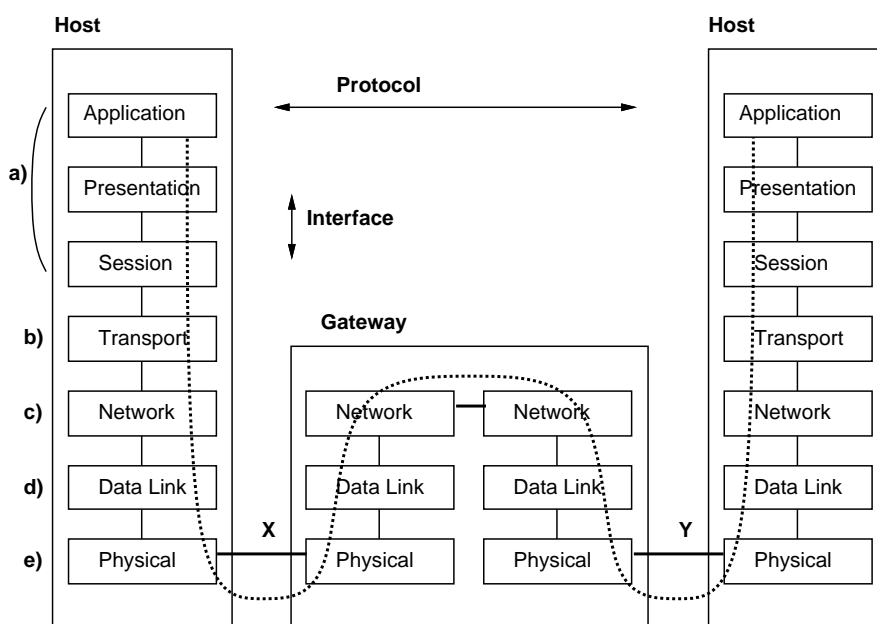 Host
Host
Protocol
Application
Application
a)
Presentation
Presentation
Interface
Session
Session
Gateway
b)
Transport
Transport
c)
Network
Network
Network
Network
d)
Data Link
Data Link
Data Link
Data Link
X
Y
e)
Physical
Physical
Physical
Physical